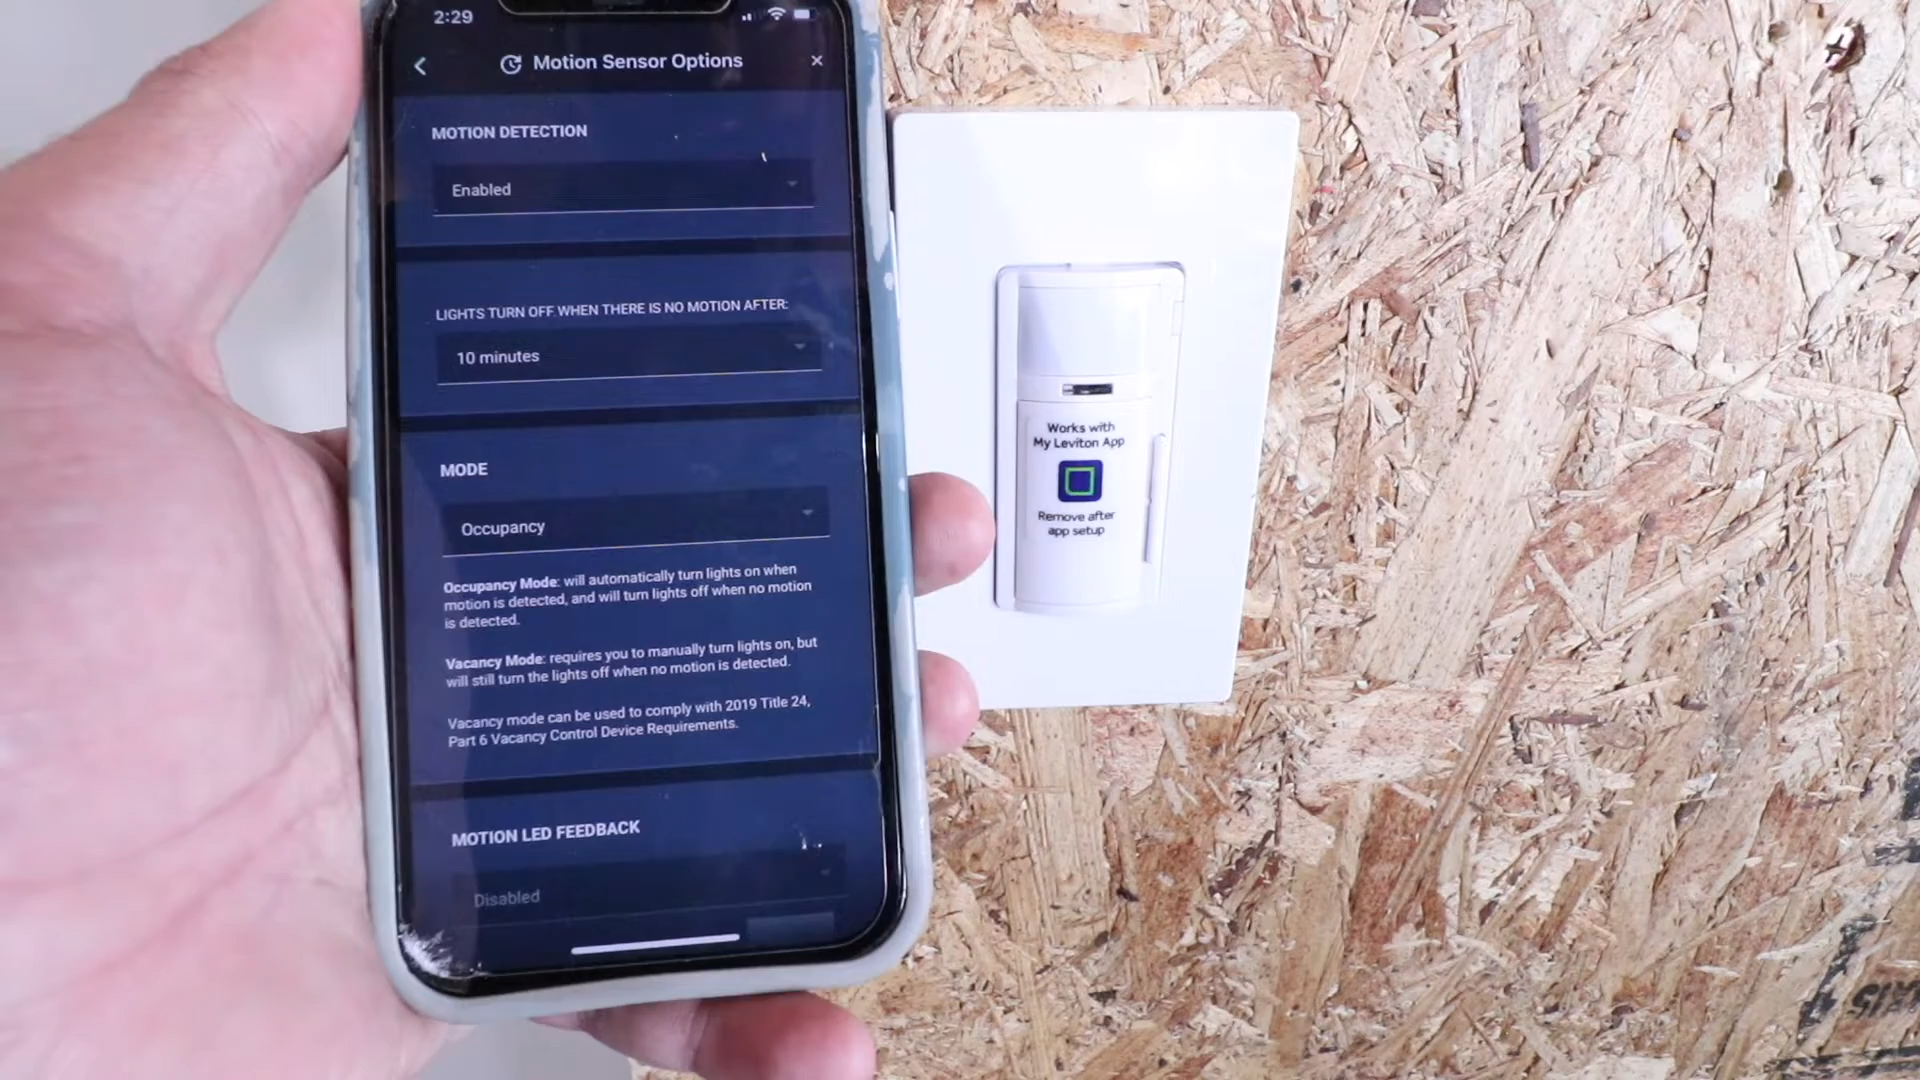 2:29
Motion Sensor Options
MOTION DETECTION
Enabled
LIGHTS TURN OFF WHEN THERE IS NO MOTION AFTER:
10 minutes
MODE
Occupancy
Occupancy Mode: will automatically turn lights on when
motion is detected, and will turn lights off when no motion
is detected.
Vacancy Mode: requires you to manually turn lights on, but
will still turn the lights off when no motion is detected.
Vacancy mode can be used to comply with 2019 Title 24,
Part 6 Vacancy Control Device Requirements.
MOTION LED FEEDBACK
Disabled
Works with
My Leviton App
Remove after
app setup